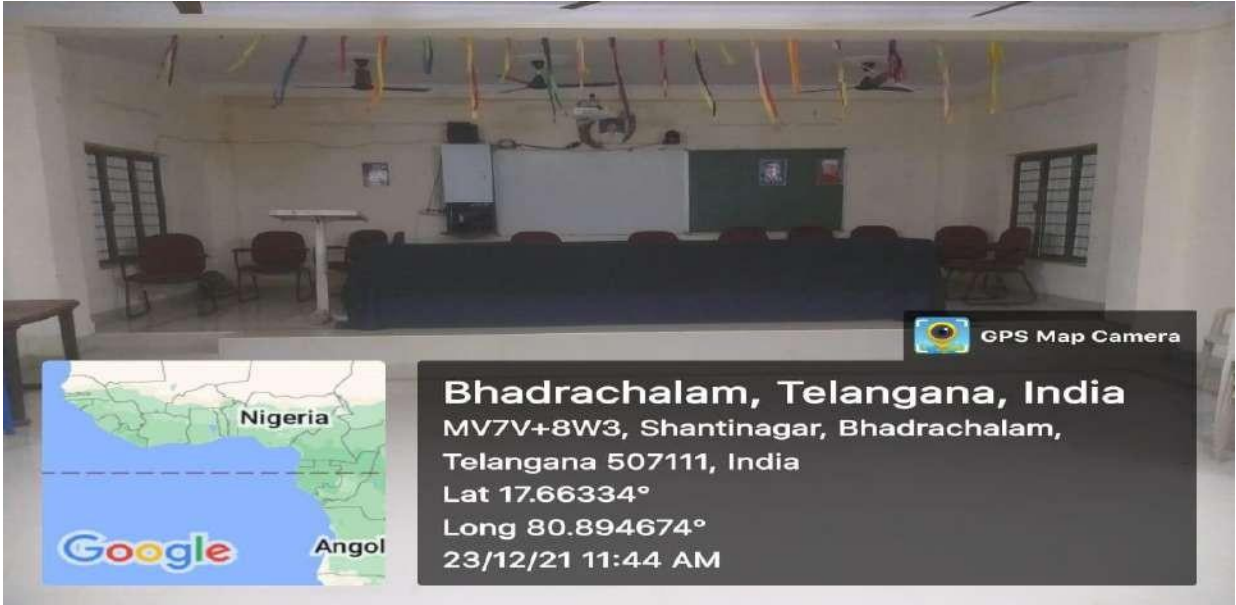 GPS Map Camera
Nigeria
Angol
Google
Bhadrachalam, Telangana, India
MV7V+8W3, Shantinagar, Bhadrachalam,
Telangana 507111, India
Lat 17.66334°
Long 80.894674°
23/12/21 11:44 AM